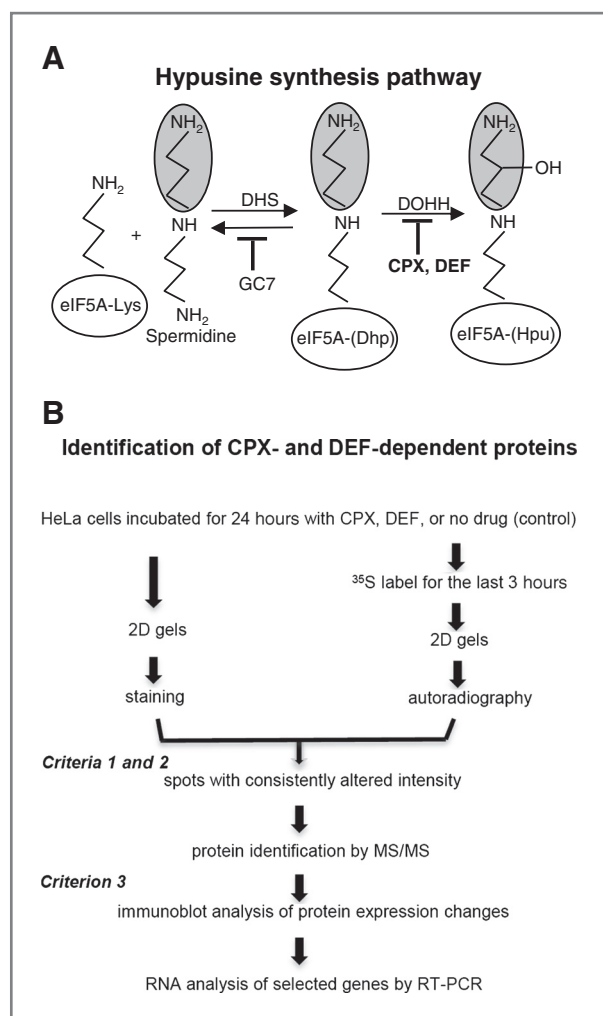 A
Hypusine synthesis pathway
NH2
NH2
NH2
NH2
OH
DHS
DOHH
+
NH
NH
NH
GC7
CPX, DEF
eIF5A-Lys
NH2
Spermidine
eIF5A-(Dhp)
eIF5A-(Hpu)
B
Identification of CPX- and DEF-dependent proteins
HeLa cells incubated for 24 hours with CPX, DEF, or no drug (control)
35S label for the last 3 hours
2D gels
2D gels
staining
autoradiography
Criteria 1 and 2
spots with consistently altered intensity
protein identification by MS/MS
Criterion 3
immunoblot analysis of protein expression changes
RNA analysis of selected genes by RT-PCR